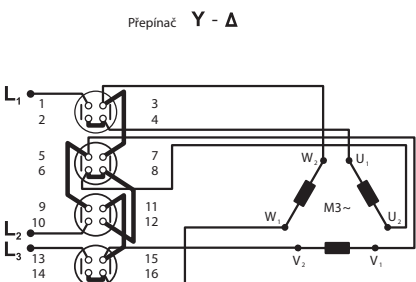 Přepínač Y - Δ
L₁
1 3
2 4
5 7
6 8
W₂ U₁
9 11
10 12
L₂
W₁ M3~ U₂
L₃
13 15
14 16
V₂ V₁